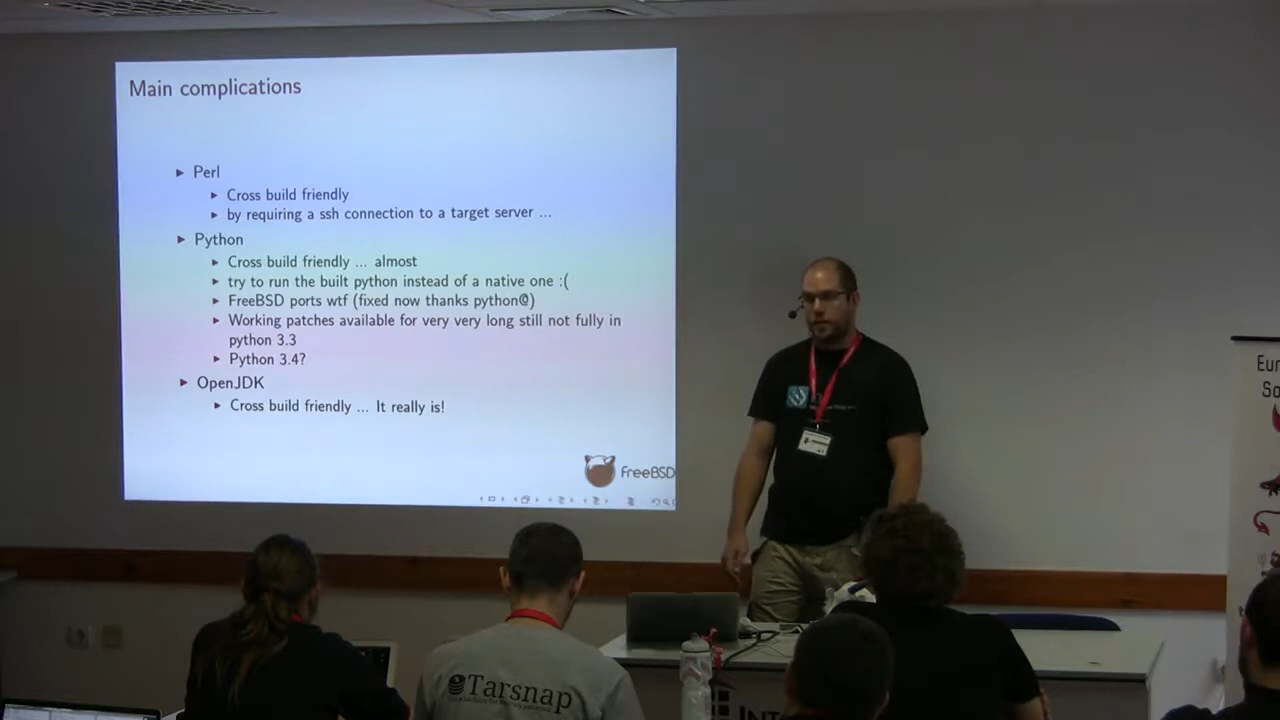 Main complications
▶ Perl
▶ Cross build friendly
▶ by requiring a ssh connection to a target server ...
▶ Python
▶ Cross build friendly ... almost
▶ try to run the built python instead of a native one :(
▶ FreeBSD ports wtf (fixed now thanks python@)
▶ Working patches available for very very long still not fully in
python 3.3
▶ Python 3.4?
▶ OpenJDK
▶ Cross build friendly ... It really is!
FreeBSD
Eur
So
Tarsnap
INT